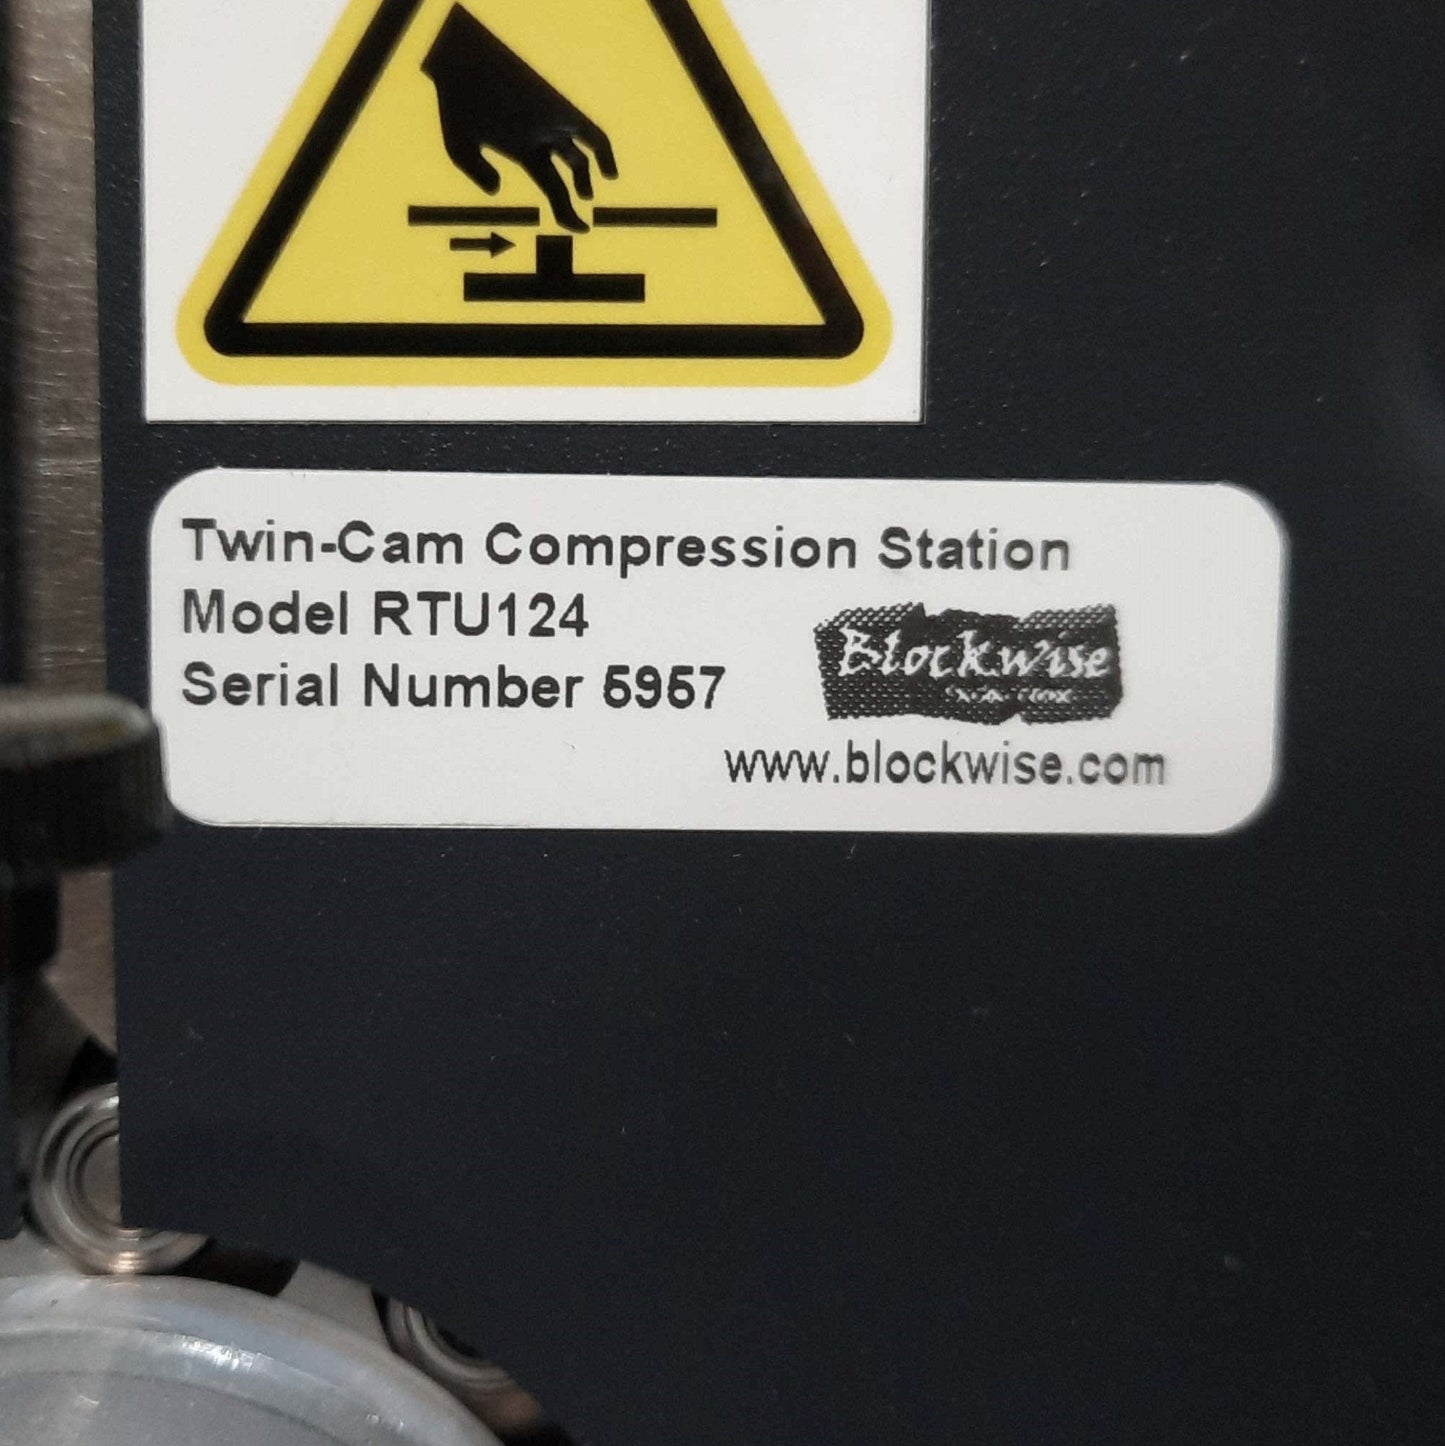 Twin-Cam Compression Station
Model RTU124
Serial Number 5957
Blockwise
www.blockwise.com